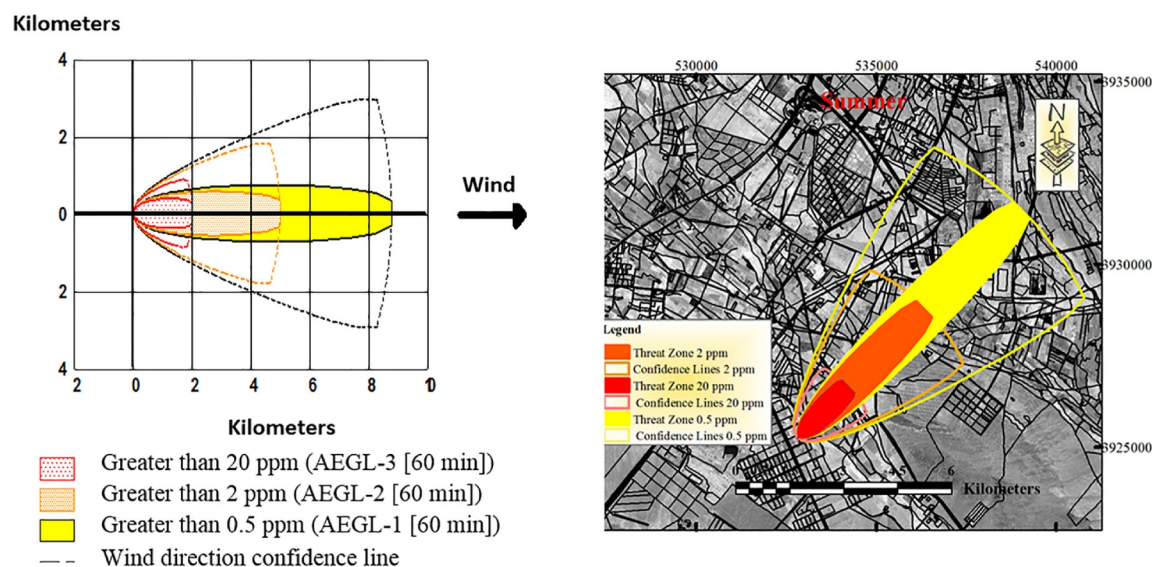 Kilometers
4
2
0
2
4
2 0 2 4 6 8 10
Wind
Kilometers
Greater than 20 ppm (AEGL-3 [60 min])
Greater than 2 ppm (AEGL-2 [60 min])
Greater than 0.5 ppm (AEGL-1 [60 min])
Wind direction confidence line
530000 535000 540000
3935000
3930000
3925000
Summer
N
Legend
Threat Zone 2 ppm
Confidence Lines 2 ppm
Threat Zone 20 ppm
Confidence Lines 20 ppm
Threat Zone 0.5 ppm
Confidence Lines 0.5 ppm
0 4.5 6
Kilometers